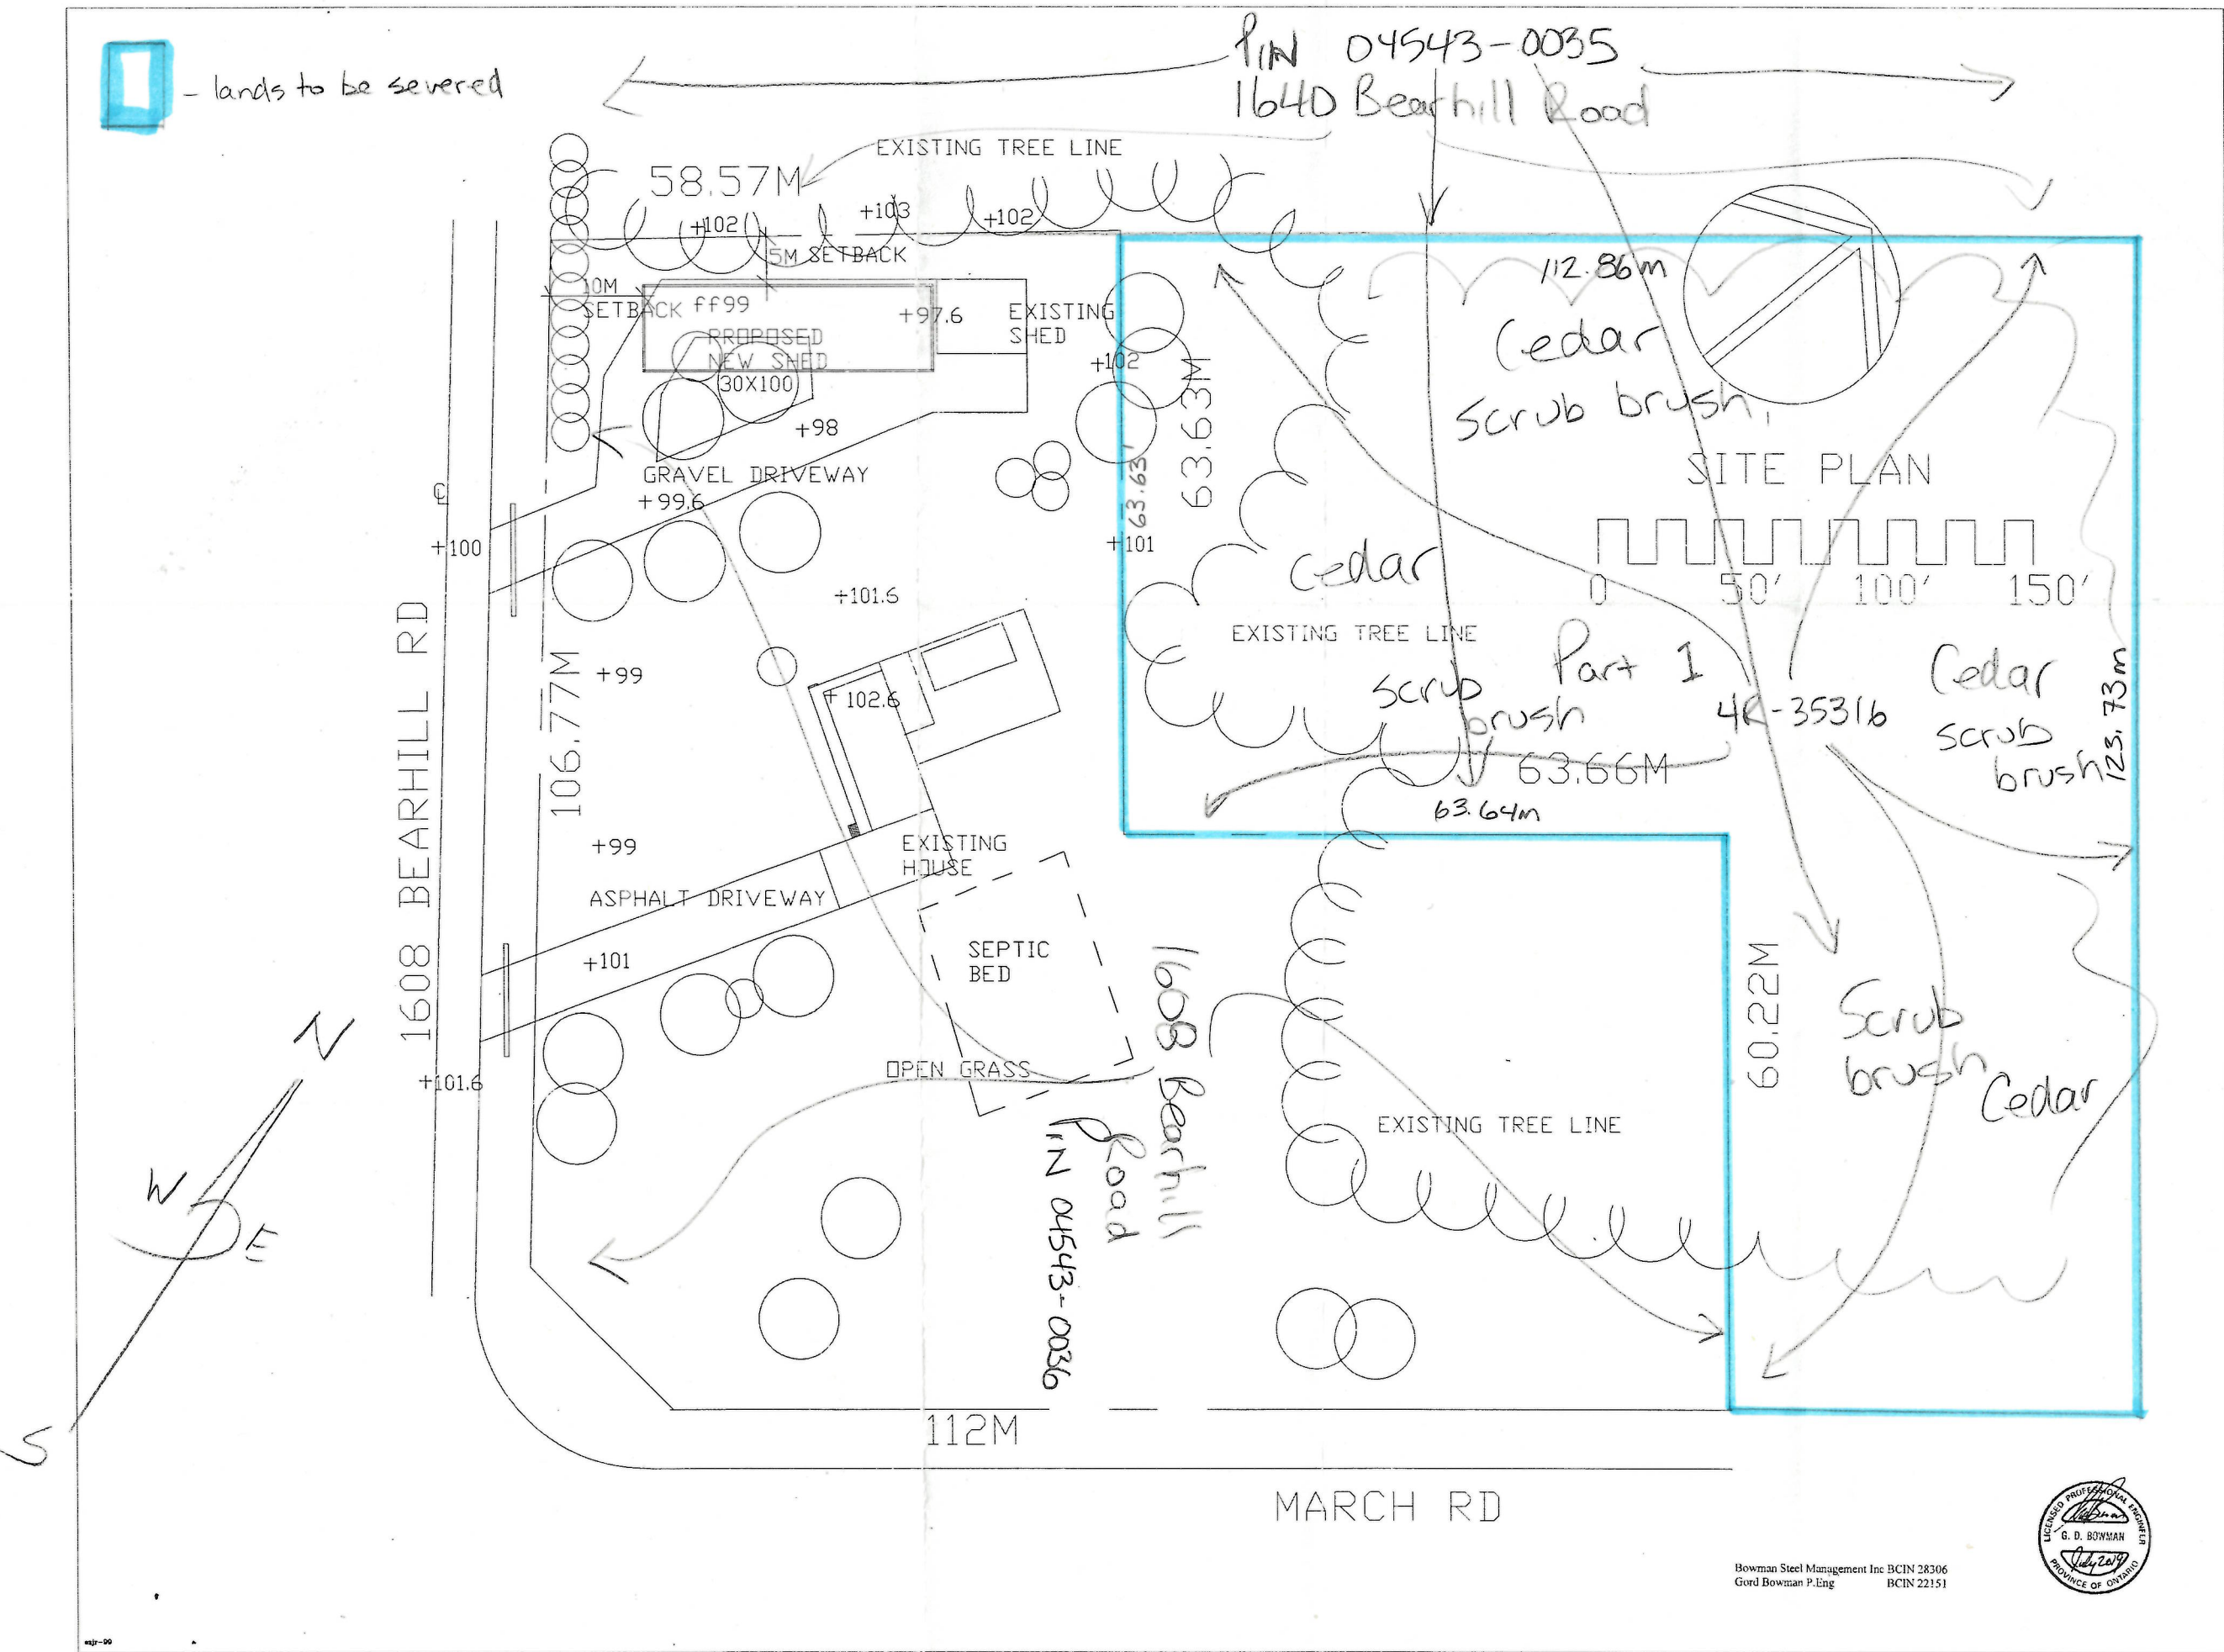 PIN 04543-0035
1640 Bearhill Road
- lands to be severed
EXISTING TREE LINE
58.57M
+102
+103
+102
5M SETBACK
10M
SETBACK
ff99
+97.6
EXISTING
SHED
PROPOSED
NEW SHED
30X100
+102
63.63M
63.63'
112.86m
Cedar
Scrub brush,
SITE PLAN
0 50' 100' 150'
+98
GRAVEL DRIVEWAY
+99.6
℄
+100
+101
+101.6
Cedar
EXISTING TREE LINE
Part 1
4R-35316
Scrub
brush
63.66M
63.64m
Cedar
scrub
brush
123.73m
1608 BEARHILL RD
106.77M
+99
+102.6
+99
EXISTING
HOUSE
ASPHALT DRIVEWAY
+101
SEPTIC
BED
OPEN GRASS
+101.6
1608 Bearhill
Road
PIN 04543-0036
EXISTING TREE LINE
60.22M
Scrub
brush
Cedar
N
W
E
S
112M
MARCH RD
LICENSED PROFESSIONAL ENGINEER
G. D. BOWMAN
July 2019
PROVINCE OF ONTARIO
Bowman Steel Management Inc BCIN 28306
Gord Bowman P.Eng BCIN 22151